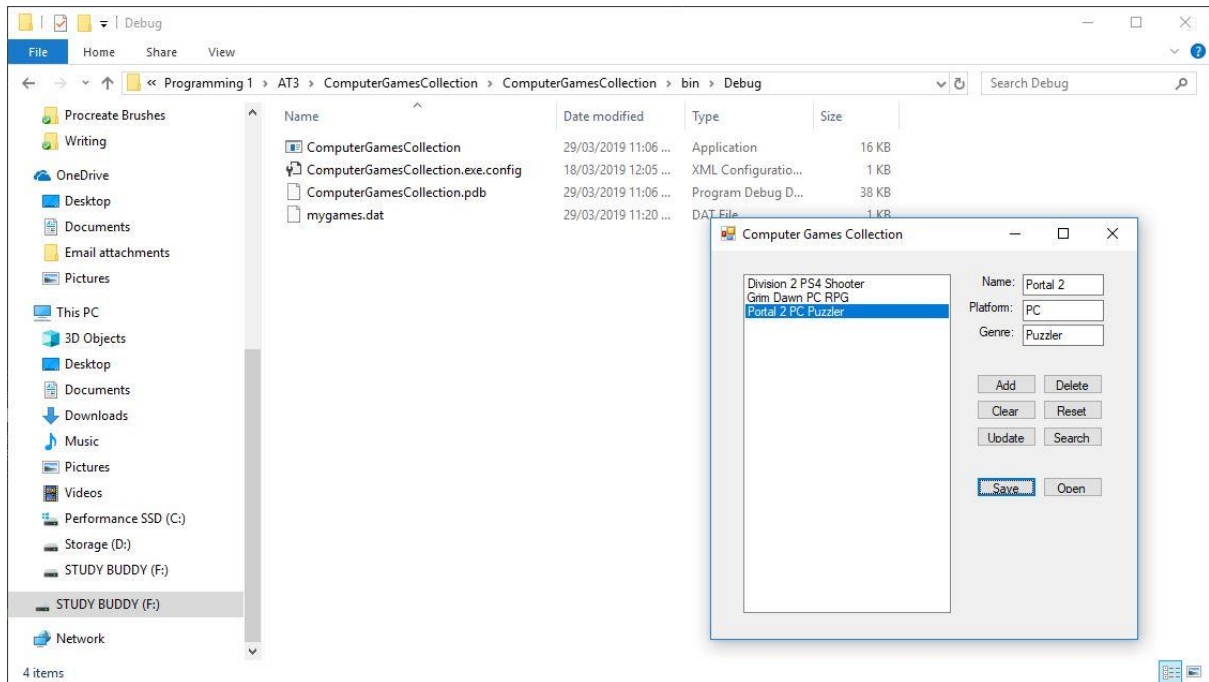 Debug
File Home Share View
« Programming 1 > AT3 > ComputerGamesCollection > ComputerGamesCollection > bin > Debug
Search Debug
Procreate Brushes
Writing
OneDrive
Desktop
Documents
Email attachments
Pictures
This PC
3D Objects
Desktop
Documents
Downloads
Music
Pictures
Videos
Performance SSD (C:)
Storage (D:)
STUDY BUDDY (F:)
STUDY BUDDY (F:)
Network
4 items
Name Date modified Type Size
ComputerGamesCollection 29/03/2019 11:06 ... Application 16 KB
ComputerGamesCollection.exe.config 18/03/2019 12:05 ... XML Configuratio... 1 KB
ComputerGamesCollection.pdb 29/03/2019 11:06 ... Program Debug D... 38 KB
mygames.dat 29/03/2019 11:20 ... DAT File 1 KB
Computer Games Collection
Division 2 PS4 Shooter
Grim Dawn PC RPG
Portal 2 PC Puzzler
Name: Portal 2
Platform: PC
Genre: Puzzler
Add Delete
Clear Reset
Update Search
Save Open